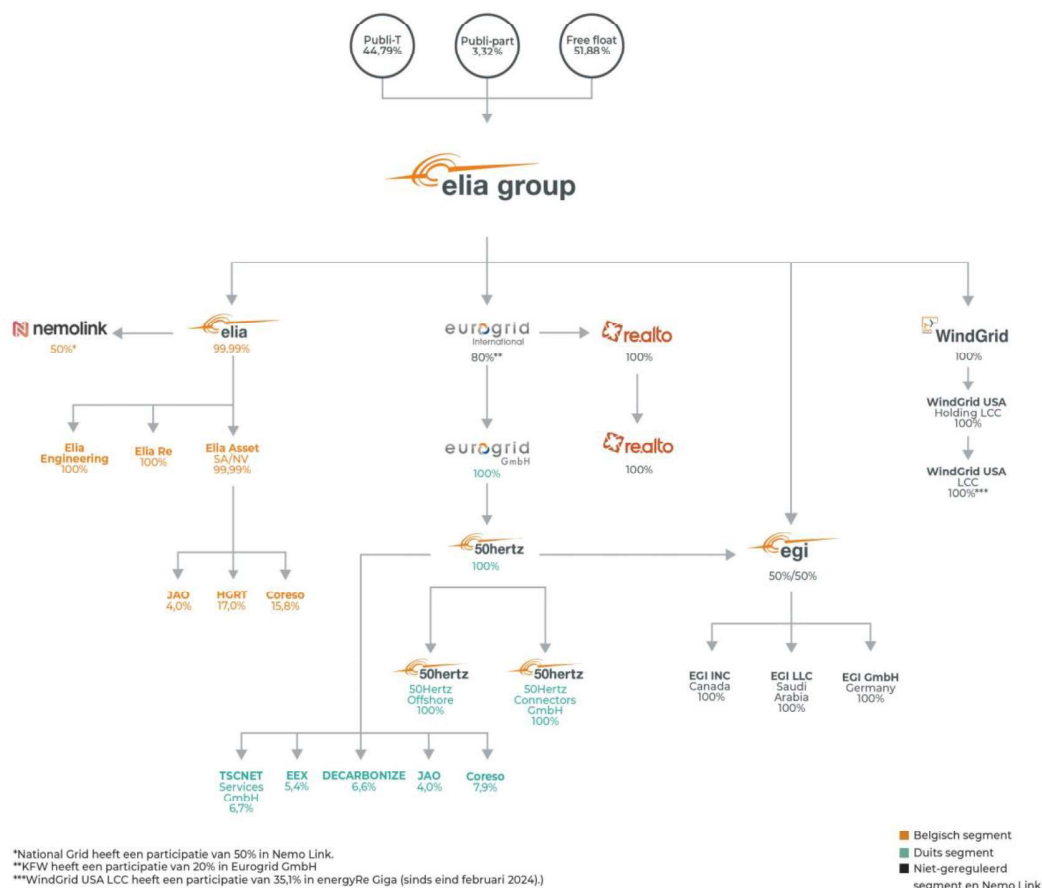 Publi-T
44,79%
Publi-part
3,32%
Free float
51,88%
elia group
nemolink
50%*
elia
99,99%
eurogrid
International
80%**
re.alto
100%
WindGrid
100%
Elia
Engineering
100%
Elia Re
100%
Elia Asset
SA/NV
99,99%
eurogrid
GmbH
100%
re.alto
100%
WindGrid USA
Holding LCC
100%
WindGrid USA
LCC
100%***
50hertz
100%
egi
50%/50%
JAO
4,0%
HGRT
17,0%
Coreso
15,8%
50hertz
50Hertz
Offshore
100%
50hertz
50Hertz
Connectors
GmbH
100%
EGI INC
Canada
100%
EGI LLC
Saudi
Arabia
100%
EGI GmbH
Germany
100%
TSCNET
Services
GmbH
6,7%
EEX
5,4%
DECARBON1ZE
6,6%
JAO
4,0%
Coreso
7,9%
*National Grid heeft een participatie van 50% in Nemo Link.
**KFW heeft een participatie van 20% in Eurogrid GmbH
***WindGrid USA LCC heeft een participatie van 35,1% in energyRe Giga (sinds eind februari 2024).)
Belgisch segment
Duits segment
Niet-gereguleerd
segment en Nemo Link